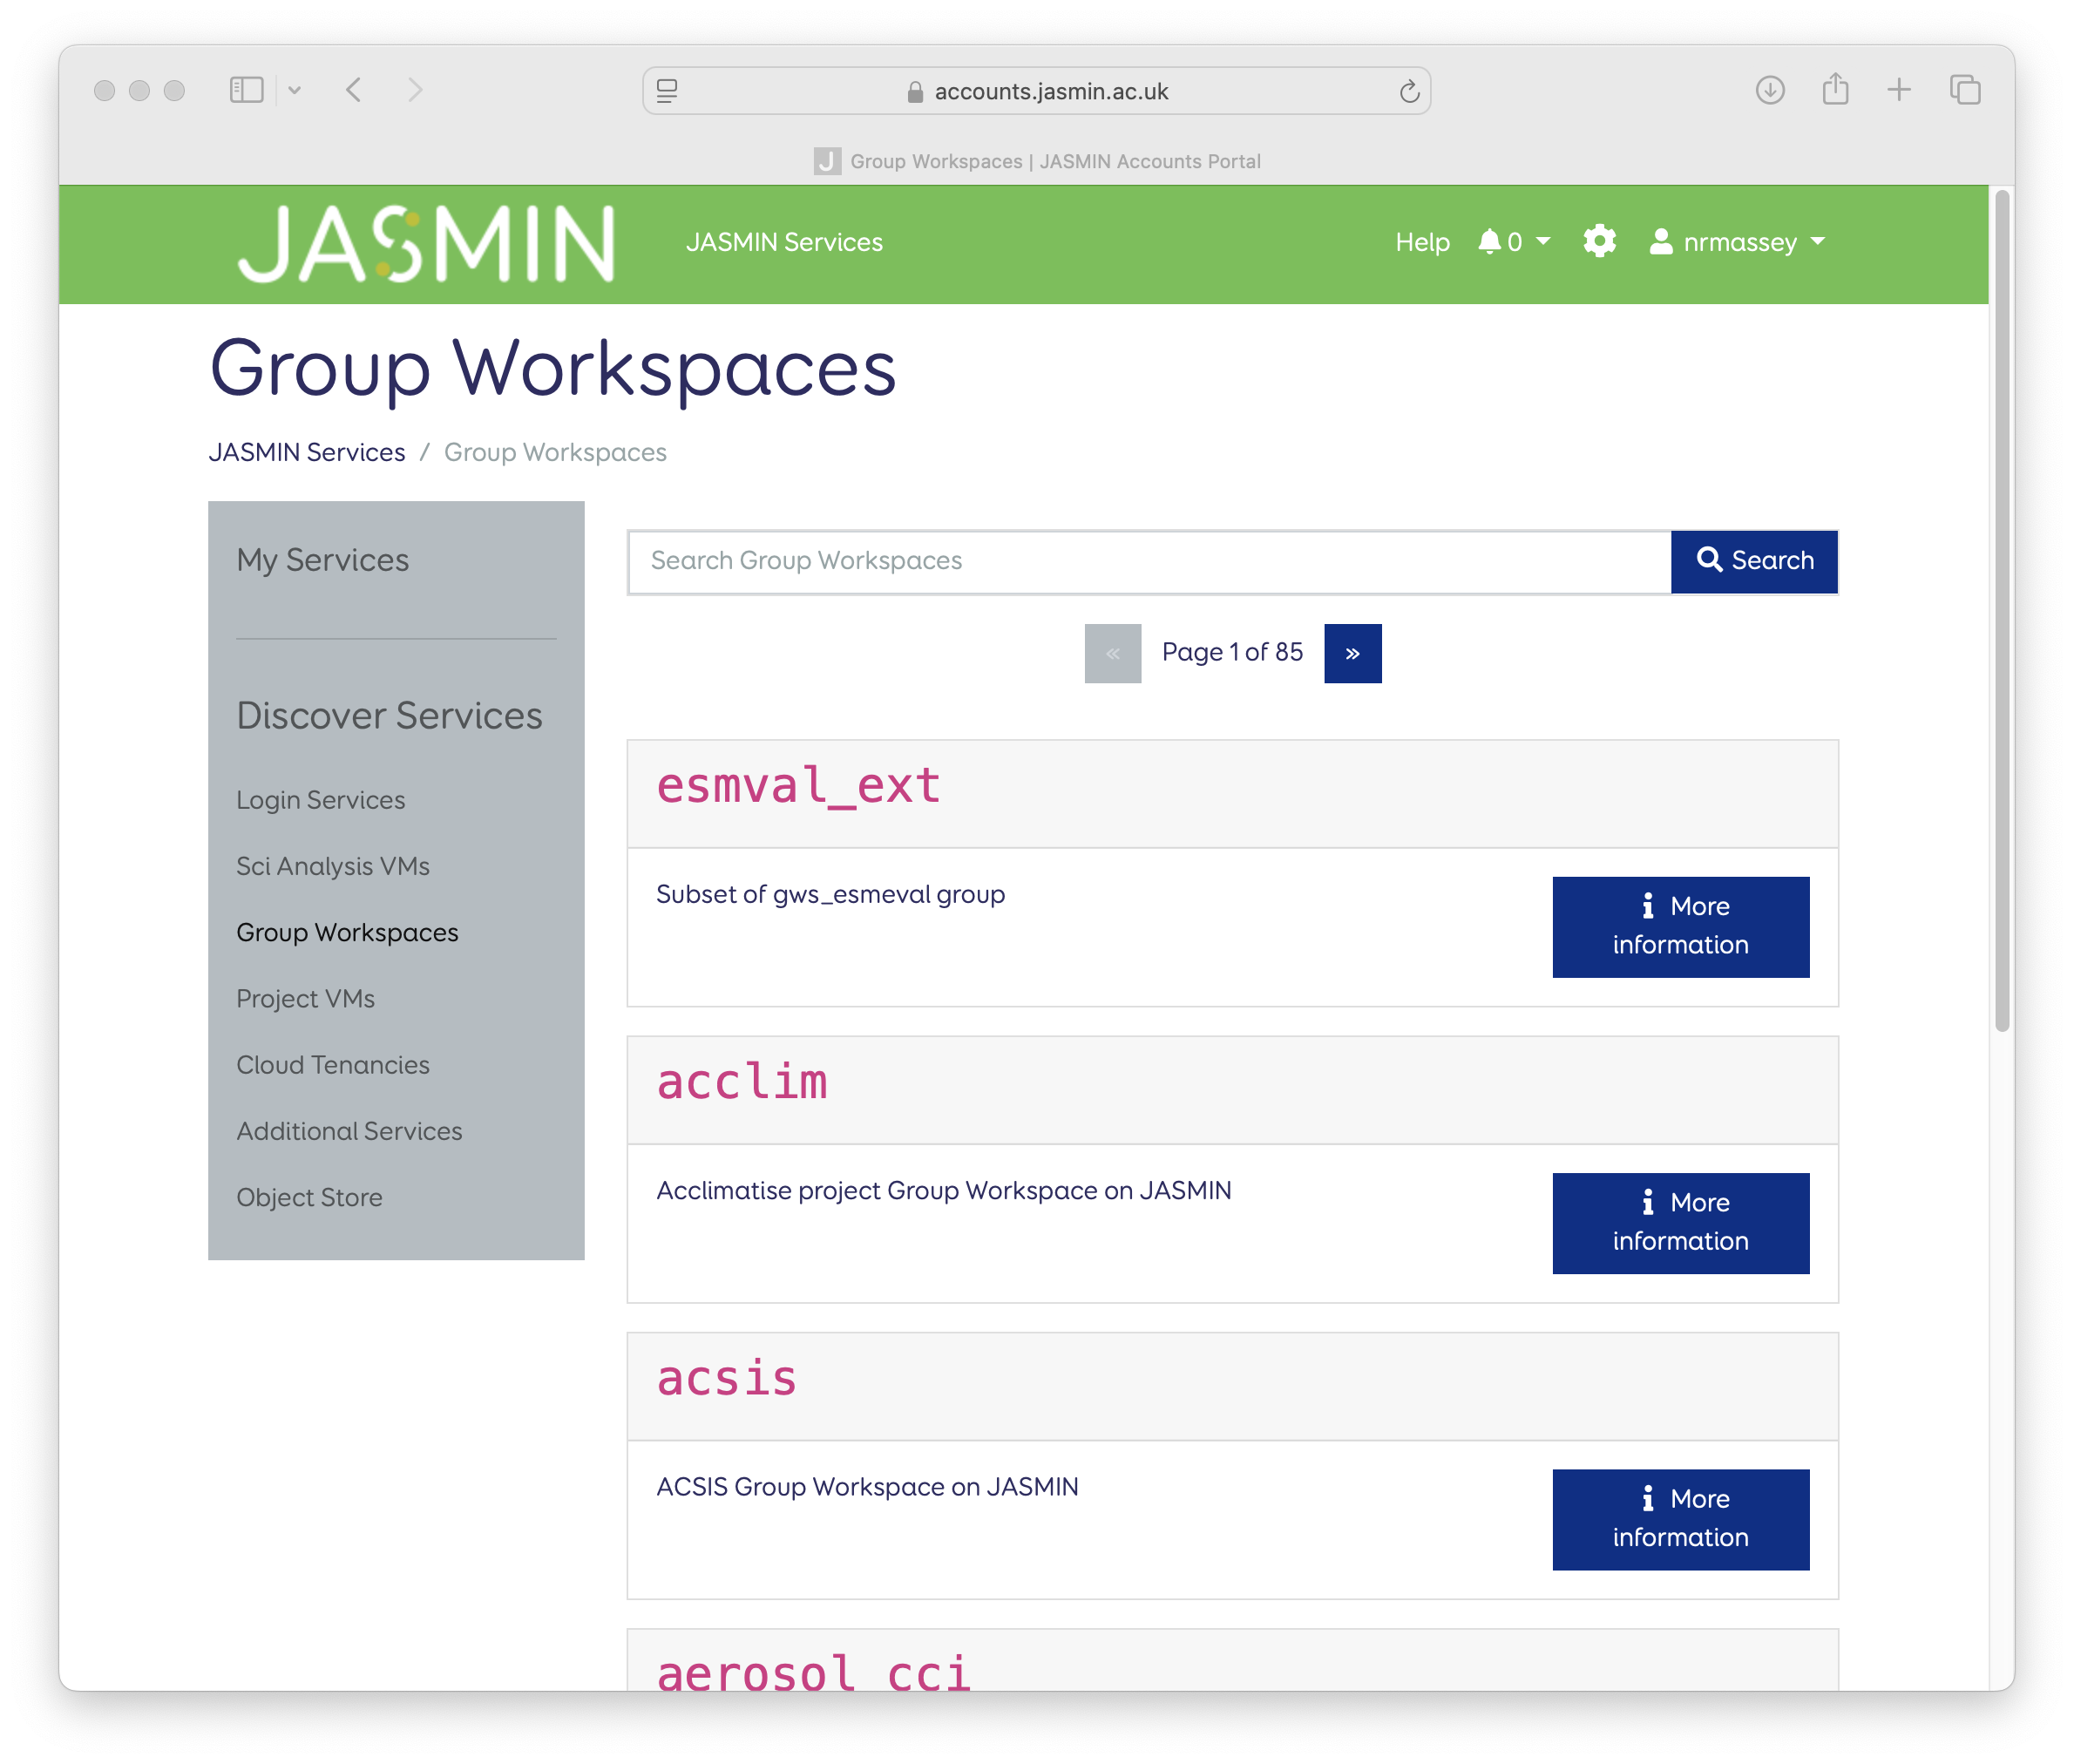 accounts.jasmin.ac.uk
J Group Workspaces | JASMIN Accounts Portal
JASMIN JASMIN Services Help 0 nrmassey
Group Workspaces
JASMIN Services / Group Workspaces
My Services
Discover Services
Login Services
Sci Analysis VMs
Group Workspaces
Project VMs
Cloud Tenancies
Additional Services
Object Store
Search Group Workspaces Search
« Page 1 of 85 »
esmval_ext
Subset of gws_esmeval group
More
information
acclim
Acclimatise project Group Workspace on JASMIN
More
information
acsis
ACSIS Group Workspace on JASMIN
More
information
aerosol_cci